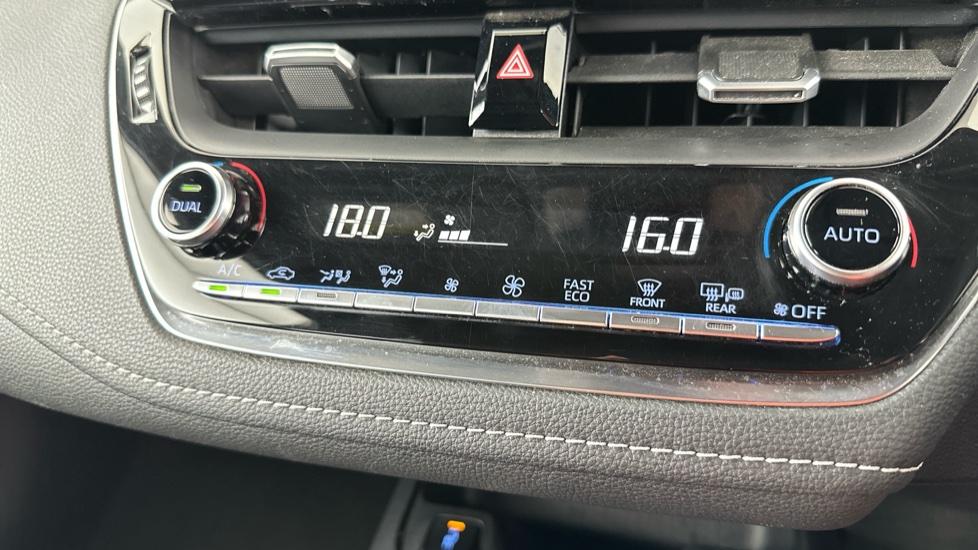 DUAL
18.0
16.0
AUTO
A/C
FAST
ECO
FRONT
REAR
OFF